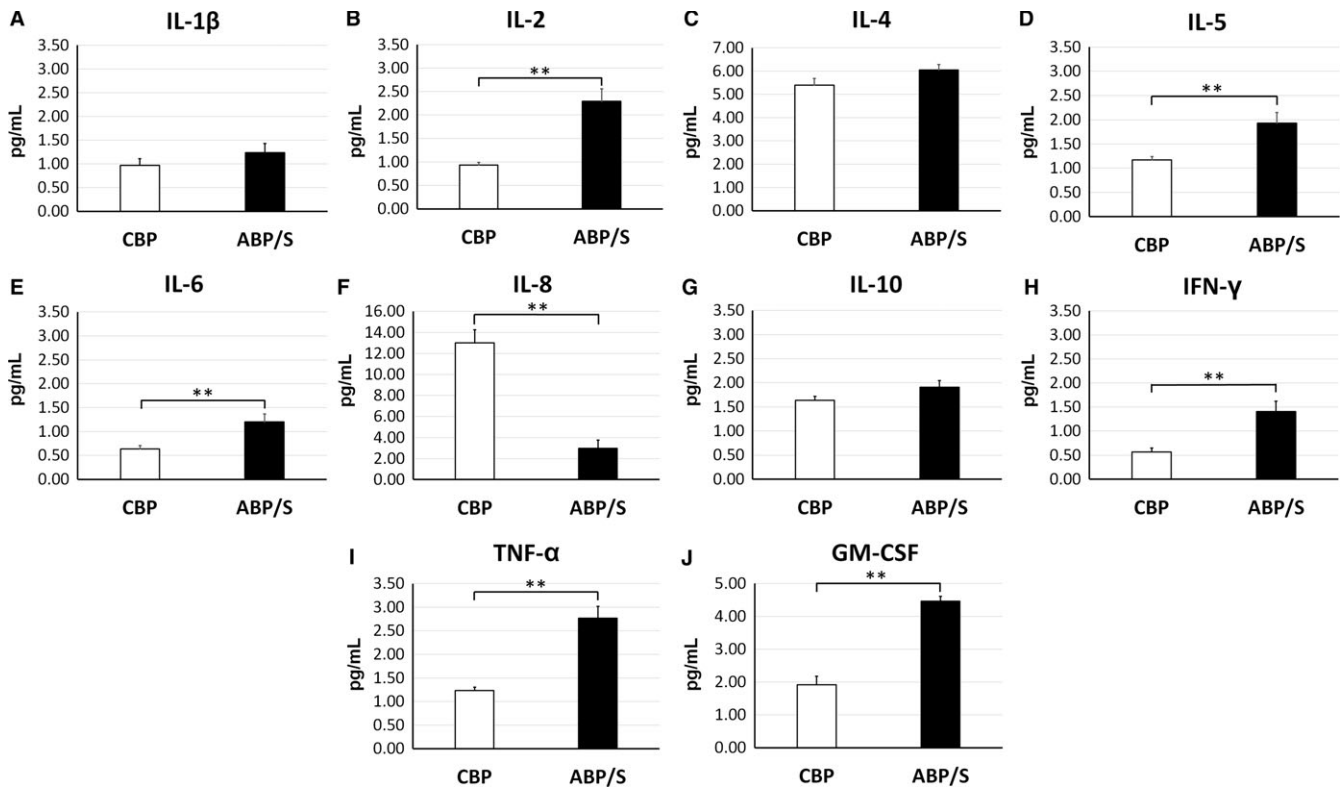 A IL-1β
pg/mL
3.50
3.00
2.50
2.00
1.50
1.00
0.50
0.00
CBP ABP/S
B IL-2
pg/mL
3.50
3.00
2.50
2.00
1.50
1.00
0.50
0.00
**
CBP ABP/S
C IL-4
pg/mL
7.00
6.00
5.00
4.00
3.00
2.00
1.00
0.00
CBP ABP/S
D IL-5
pg/mL
3.50
3.00
2.50
2.00
1.50
1.00
0.50
0.00
**
CBP ABP/S
E IL-6
pg/mL
3.50
3.00
2.50
2.00
1.50
1.00
0.50
0.00
**
CBP ABP/S
F IL-8
pg/mL
16.00
14.00
12.00
10.00
8.00
6.00
4.00
2.00
0.00
**
CBP ABP/S
G IL-10
pg/mL
3.50
3.00
2.50
2.00
1.50
1.00
0.50
0.00
CBP ABP/S
H IFN-γ
pg/mL
3.50
3.00
2.50
2.00
1.50
1.00
0.50
0.00
**
CBP ABP/S
I TNF-α
pg/mL
3.50
3.00
2.50
2.00
1.50
1.00
0.50
0.00
**
CBP ABP/S
J GM-CSF
pg/mL
5.00
4.00
3.00
2.00
1.00
0.00
**
CBP ABP/S